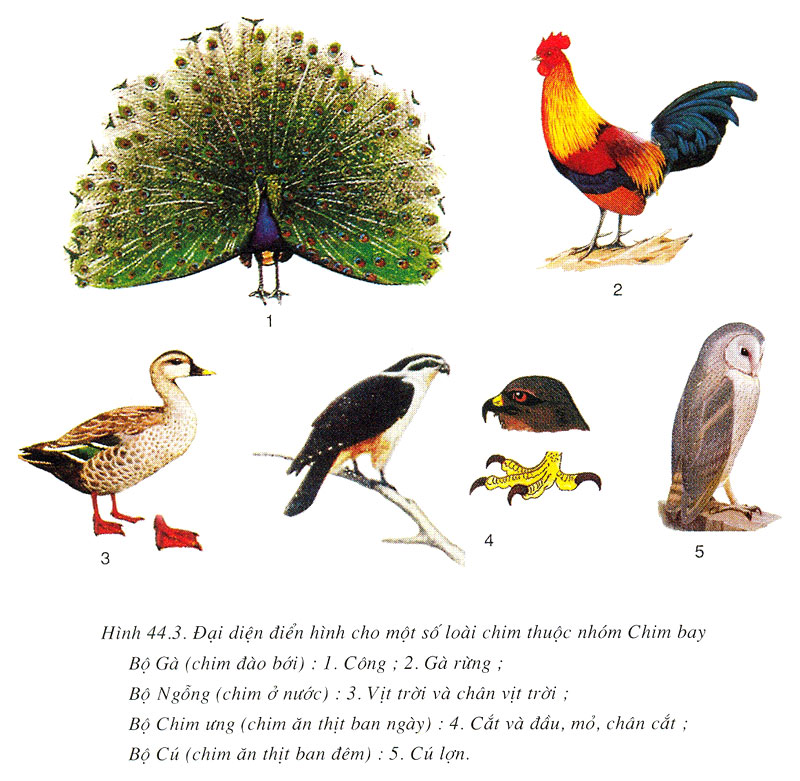 1
2
3
4
5
Hình 44.3. Đại diện điển hình cho một số loài chim thuộc nhóm Chim bay
Bộ Gà (chim đào bới) : 1. Công ; 2. Gà rừng ;
Bộ Ngỗng (chim ở nước) : 3. Vịt trời và chân vịt trời ;
Bộ Chim ưng (chim ăn thịt ban ngày) : 4. Cắt và đầu, mỏ, chân cắt ;
Bộ Cú (chim ăn thịt ban đêm) : 5. Cú lợn.